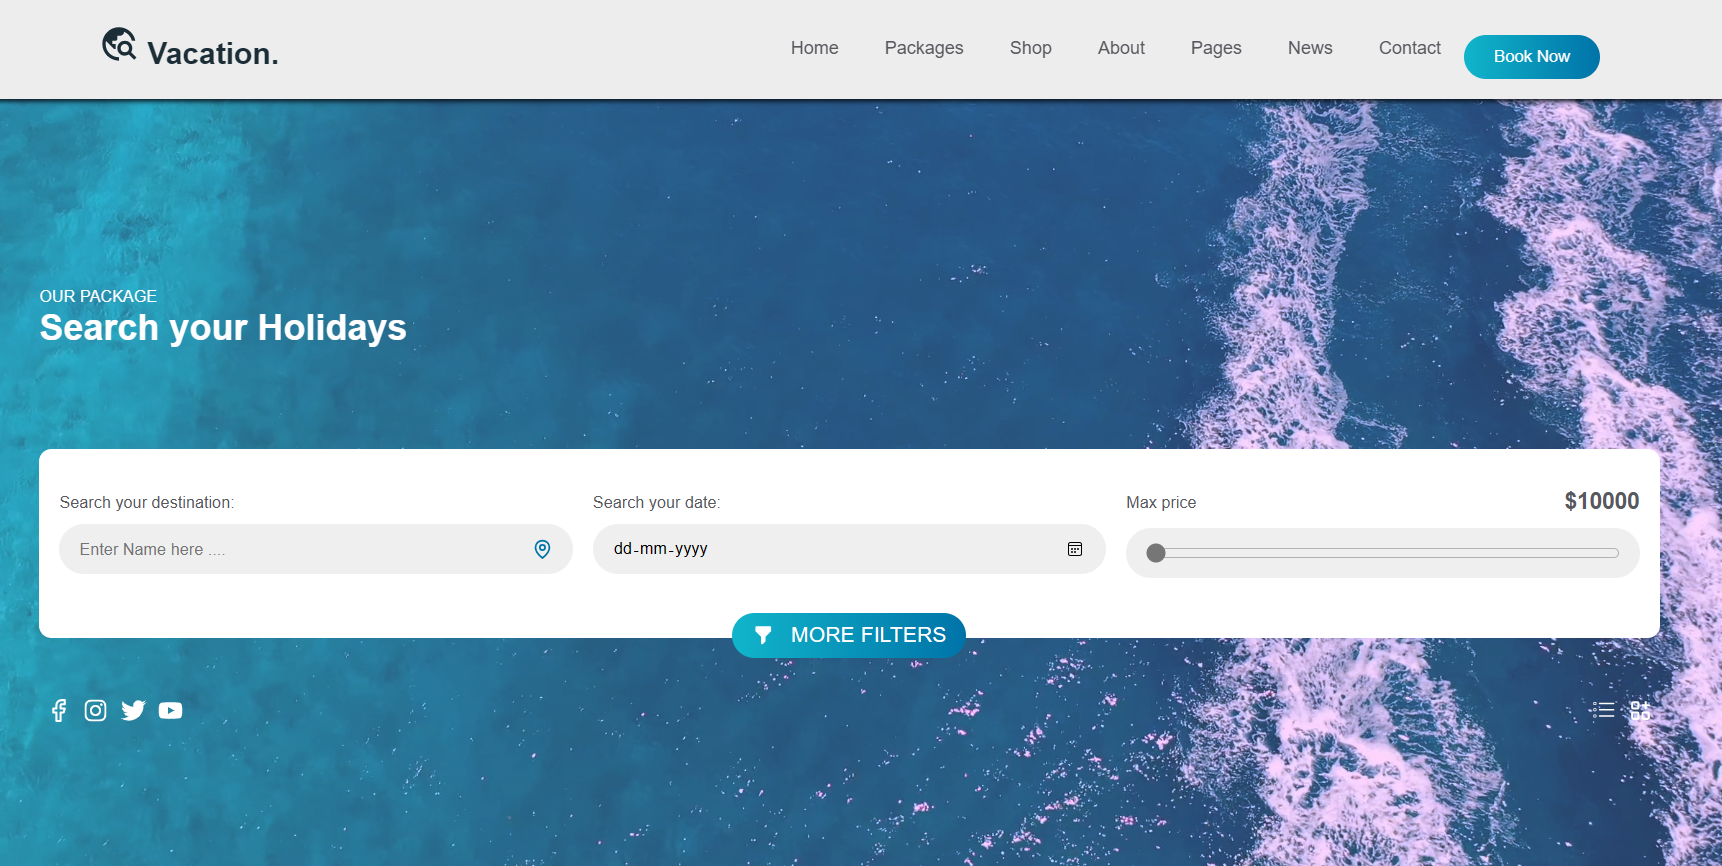 Vacation.
Home Packages Shop About Pages News Contact Book Now
OUR PACKAGE
Search your Holidays
Search your destination: Search your date: Max price $10000
Enter Name here .... dd-mm-yyyy
MORE FILTERS